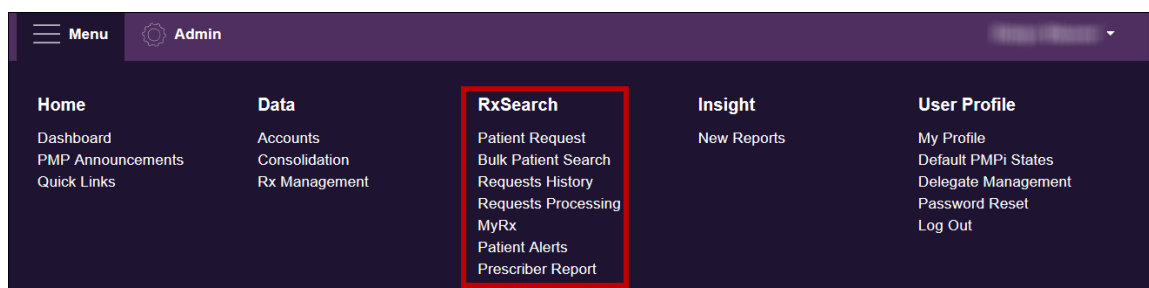 Menu
Admin
Home
Dashboard
PMP Announcements
Quick Links
Data
Accounts
Consolidation
Rx Management
RxSearch
Patient Request
Bulk Patient Search
Requests History
Requests Processing
MyRx
Patient Alerts
Prescriber Report
Insight
New Reports
User Profile
My Profile
Default PMPi States
Delegate Management
Password Reset
Log Out